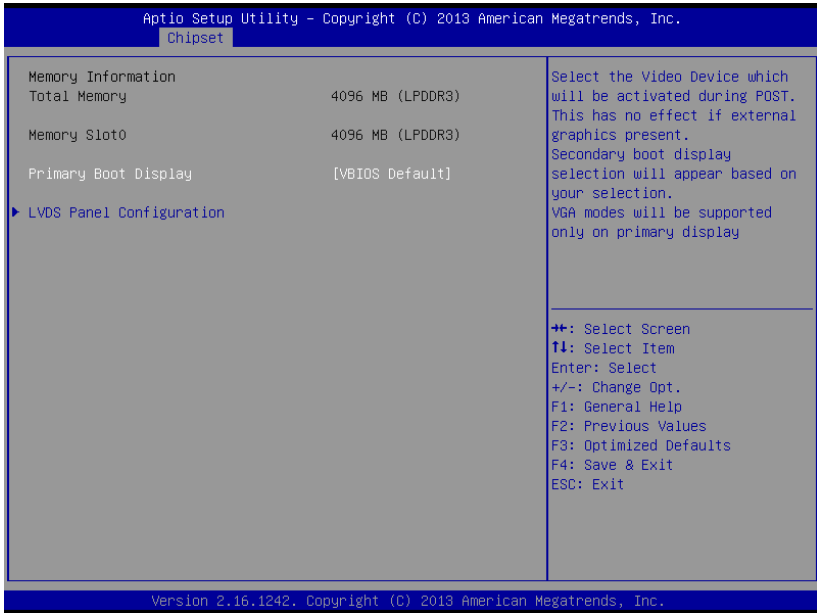 Aptio Setup Utility – Copyright (C) 2013 American Megatrends, Inc.
Chipset
Memory Information
Total Memory 4096 MB (LPDDR3)
Memory Slot0 4096 MB (LPDDR3)
Primary Boot Display [VBIOS Default]
▶ LVDS Panel Configuration
Select the Video Device which
will be activated during POST.
This has no effect if external
graphics present.
Secondary boot display
selection will appear based on
your selection.
VGA modes will be supported
only on primary display
→←: Select Screen
↑↓: Select Item
Enter: Select
+/-: Change Opt.
F1: General Help
F2: Previous Values
F3: Optimized Defaults
F4: Save & Exit
ESC: Exit
Version 2.16.1242. Copyright (C) 2013 American Megatrends, Inc.